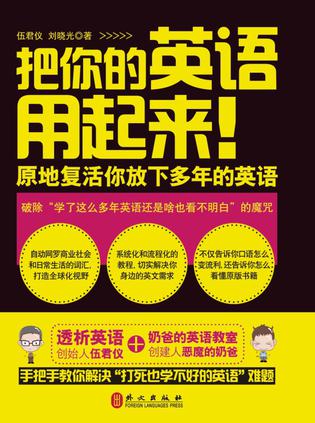 伍君仪 刘晓光◎著 >>>>>
把你的英语
用起来!
原地复活你放下多年的英语
破除“学了这么多年英语还是啥也看不明白”的魔咒
自动网罗商业社会
和日常生活的词汇,
打造全球化视野
系统化和流程化的
教程,切实解决你
身边的英文需求
不仅告诉你口语怎么
变流利,还告诉你怎么
看懂原版书籍
透析英语
创始人伍君仪
+
奶爸的英语教室
创建人恶魔的奶爸
手把手教你解决“打死也学不好的英语”难题
外文出版社
FOREIGN LANGUAGES PRESS